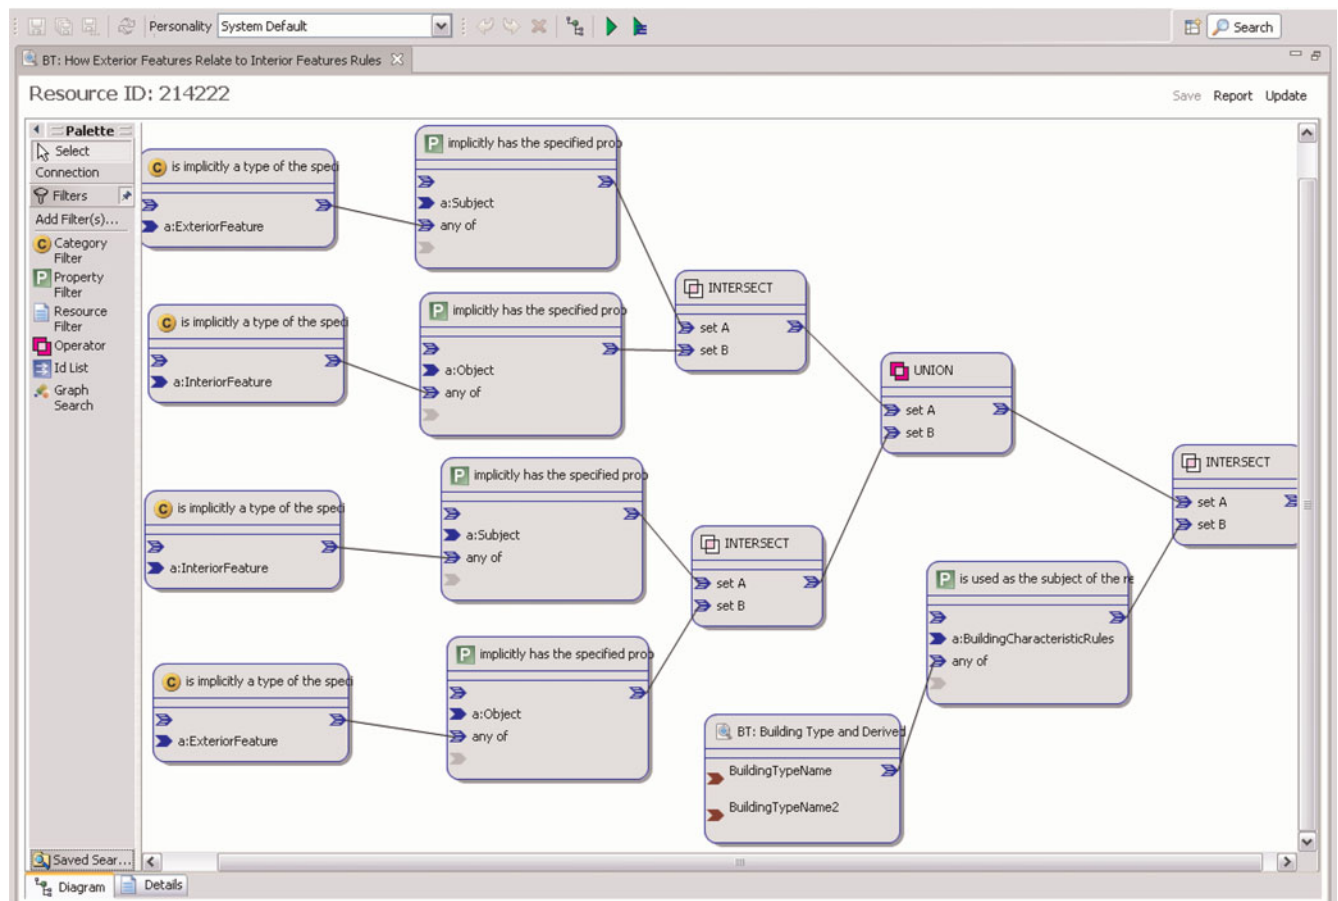 Personality System Default
Search
BT: How Exterior Features Relate to Interior Features Rules
Resource ID: 214222
Save Report Update
Palette
Select
Connection
Filters
Add Filter(s)...
Category
Filter
Property
Filter
Resource
Filter
Operator
Id List
Graph
Search
Saved Sear...
C is implicitly a type of the speci
a:ExteriorFeature
P implicitly has the specified prop
a:Subject
any of
C is implicitly a type of the speci
a:InteriorFeature
P implicitly has the specified prop
a:Object
any of
INTERSECT
set A
set B
UNION
set A
set B
C is implicitly a type of the speci
a:InteriorFeature
P implicitly has the specified prop
a:Subject
any of
C is implicitly a type of the speci
a:ExteriorFeature
P implicitly has the specified prop
a:Object
any of
INTERSECT
set A
set B
INTERSECT
set A
set B
P is used as the subject of the re
a:BuildingCharacteristicRules
any of
BT: Building Type and Derived
BuildingTypeName
BuildingTypeName2
Diagram
Details